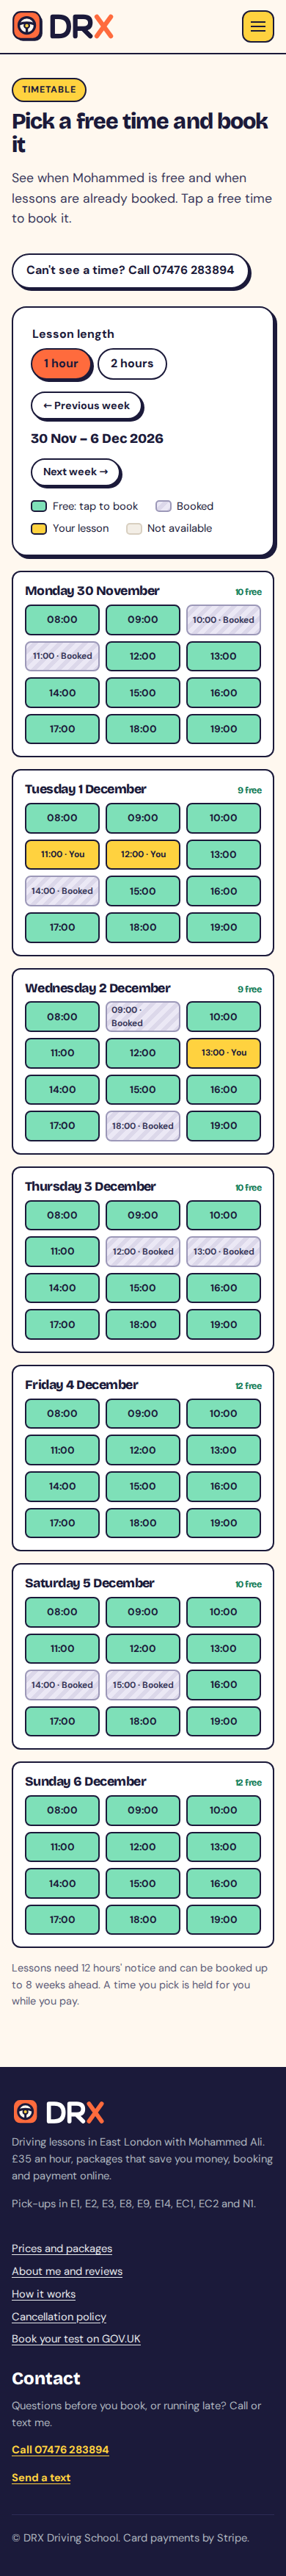 DRX
TIMETABLE
Pick a free time and book
it
See when Mohammed is free and when
lessons are already booked. Tap a free time
to book it.
Can't see a time? Call 07476 283894
Lesson length
1 hour 2 hours
← Previous week
30 Nov – 6 Dec 2026
Next week →
Free: tap to book Booked
Your lesson Not available
Monday 30 November 10 free
08:00 09:00 10:00 · Booked
11:00 · Booked 12:00 13:00
14:00 15:00 16:00
17:00 18:00 19:00
Tuesday 1 December 9 free
08:00 09:00 10:00
11:00 · You 12:00 · You 13:00
14:00 · Booked 15:00 16:00
17:00 18:00 19:00
Wednesday 2 December 9 free
08:00 09:00 · Booked 10:00
11:00 12:00 13:00 · You
14:00 15:00 16:00
17:00 18:00 · Booked 19:00
Thursday 3 December 10 free
08:00 09:00 10:00
11:00 12:00 · Booked 13:00 · Booked
14:00 15:00 16:00
17:00 18:00 19:00
Friday 4 December 12 free
08:00 09:00 10:00
11:00 12:00 13:00
14:00 15:00 16:00
17:00 18:00 19:00
Saturday 5 December 10 free
08:00 09:00 10:00
11:00 12:00 13:00
14:00 · Booked 15:00 · Booked 16:00
17:00 18:00 19:00
Sunday 6 December 12 free
08:00 09:00 10:00
11:00 12:00 13:00
14:00 15:00 16:00
17:00 18:00 19:00
Lessons need 12 hours' notice and can be booked up
to 8 weeks ahead. A time you pick is held for you
while you pay.
DRX
Driving lessons in East London with Mohammed Ali.
£35 an hour, packages that save you money, booking
and payment online.
Pick-ups in E1, E2, E3, E8, E9, E14, EC1, EC2 and N1.
Prices and packages
About me and reviews
How it works
Cancellation policy
Book your test on GOV.UK
Contact
Questions before you book, or running late? Call or
text me.
Call 07476 283894
Send a text
© DRX Driving School. Card payments by Stripe.